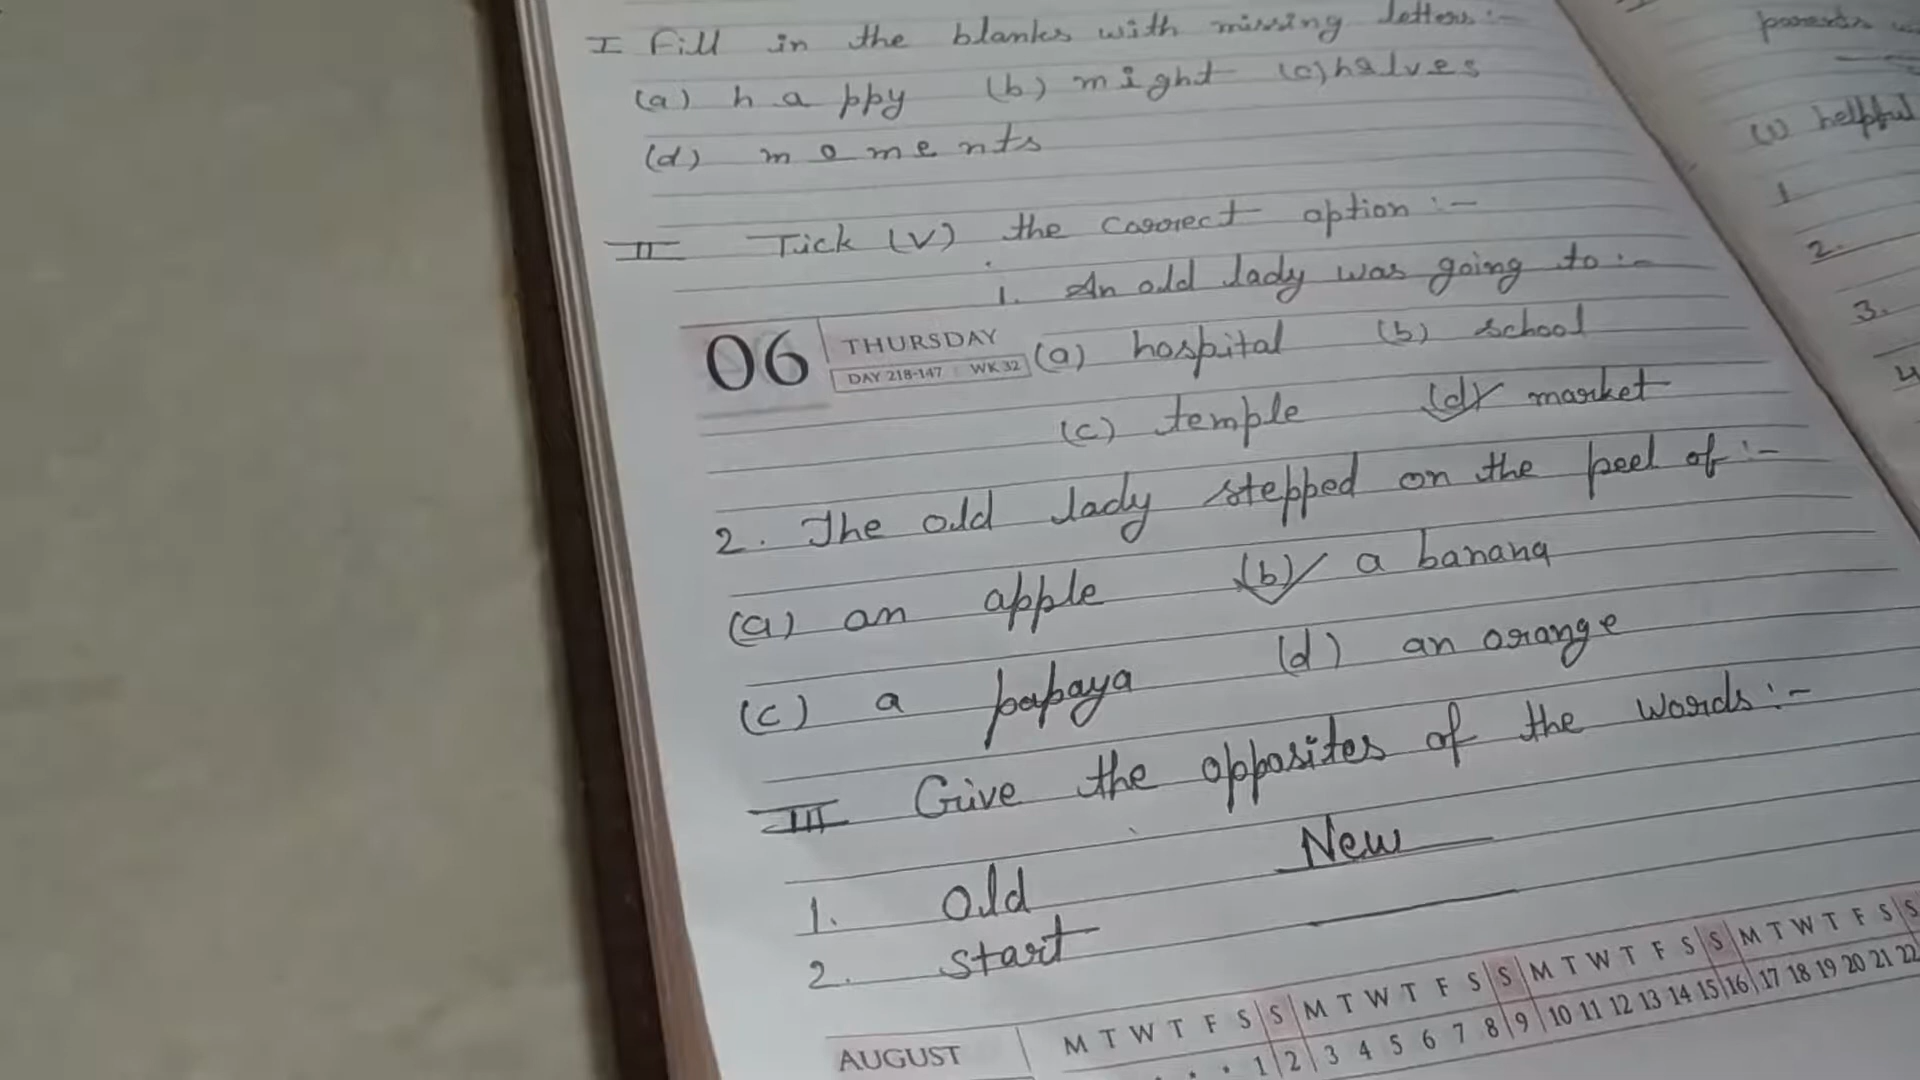 I Fill in the blanks with missing letters:-
(a) h a ppy (b) might (c) halves
(d) m o m e nts
II Tick (√) the correct option :-
1. An old lady was going to :-
06 THURSDAY
DAY 218-147 WK 32
(a) hospital (b) school
(c) temple (d)✓ market
2. The old lady stepped on the peel of :-
(a) an apple (b)✓ a banana
(c) a papaya (d) an orange
III Give the opposites of the words :-
1. Old New
2. start
M T W T F S S M T W T F S S M T W T F S S M T W T F S S
AUGUST 1 2 3 4 5 6 7 8 9 10 11 12 13 14 15 16 17 18 19 20 21 22
(1) helpful
1
2.
3.
4